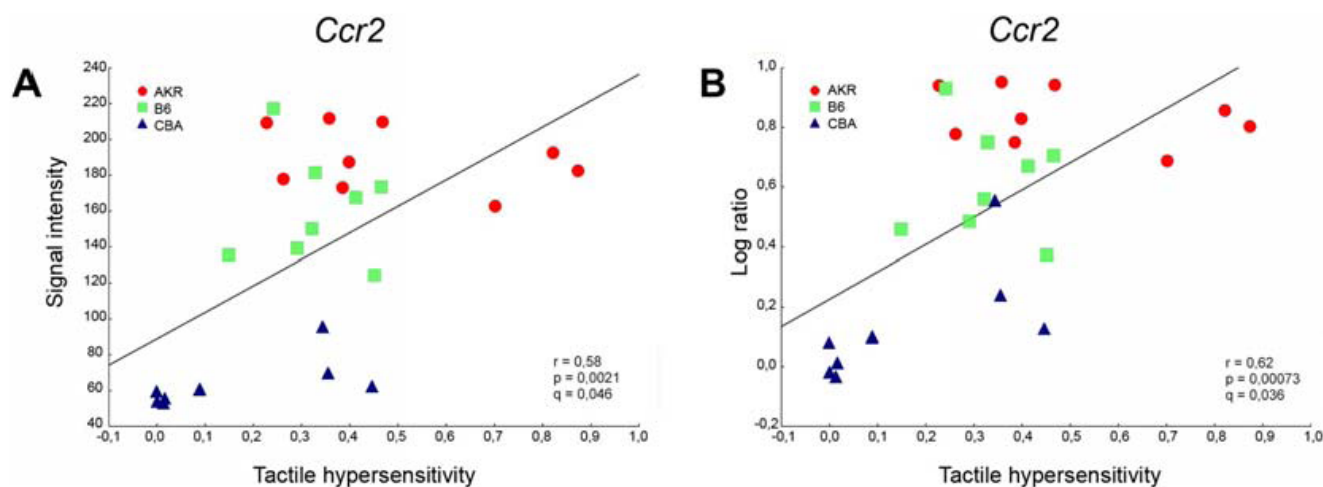 A
Ccr2
Signal intensity
240
220
200
180
160
140
120
100
80
60
40
AKR
B6
CBA
r = 0,58
p = 0,0021
q = 0,046
-0,1 0,0 0,1 0,2 0,3 0,4 0,5 0,6 0,7 0,8 0,9 1,0
Tactile hypersensitivity
B
Ccr2
Log ratio
1,0
0,8
0,6
0,4
0,2
0,0
-0,2
AKR
B6
CBA
r = 0,62
p = 0,00073
q = 0,036
-0,1 0,0 0,1 0,2 0,3 0,4 0,5 0,6 0,7 0,8 0,9 1,0
Tactile hypersensitivity